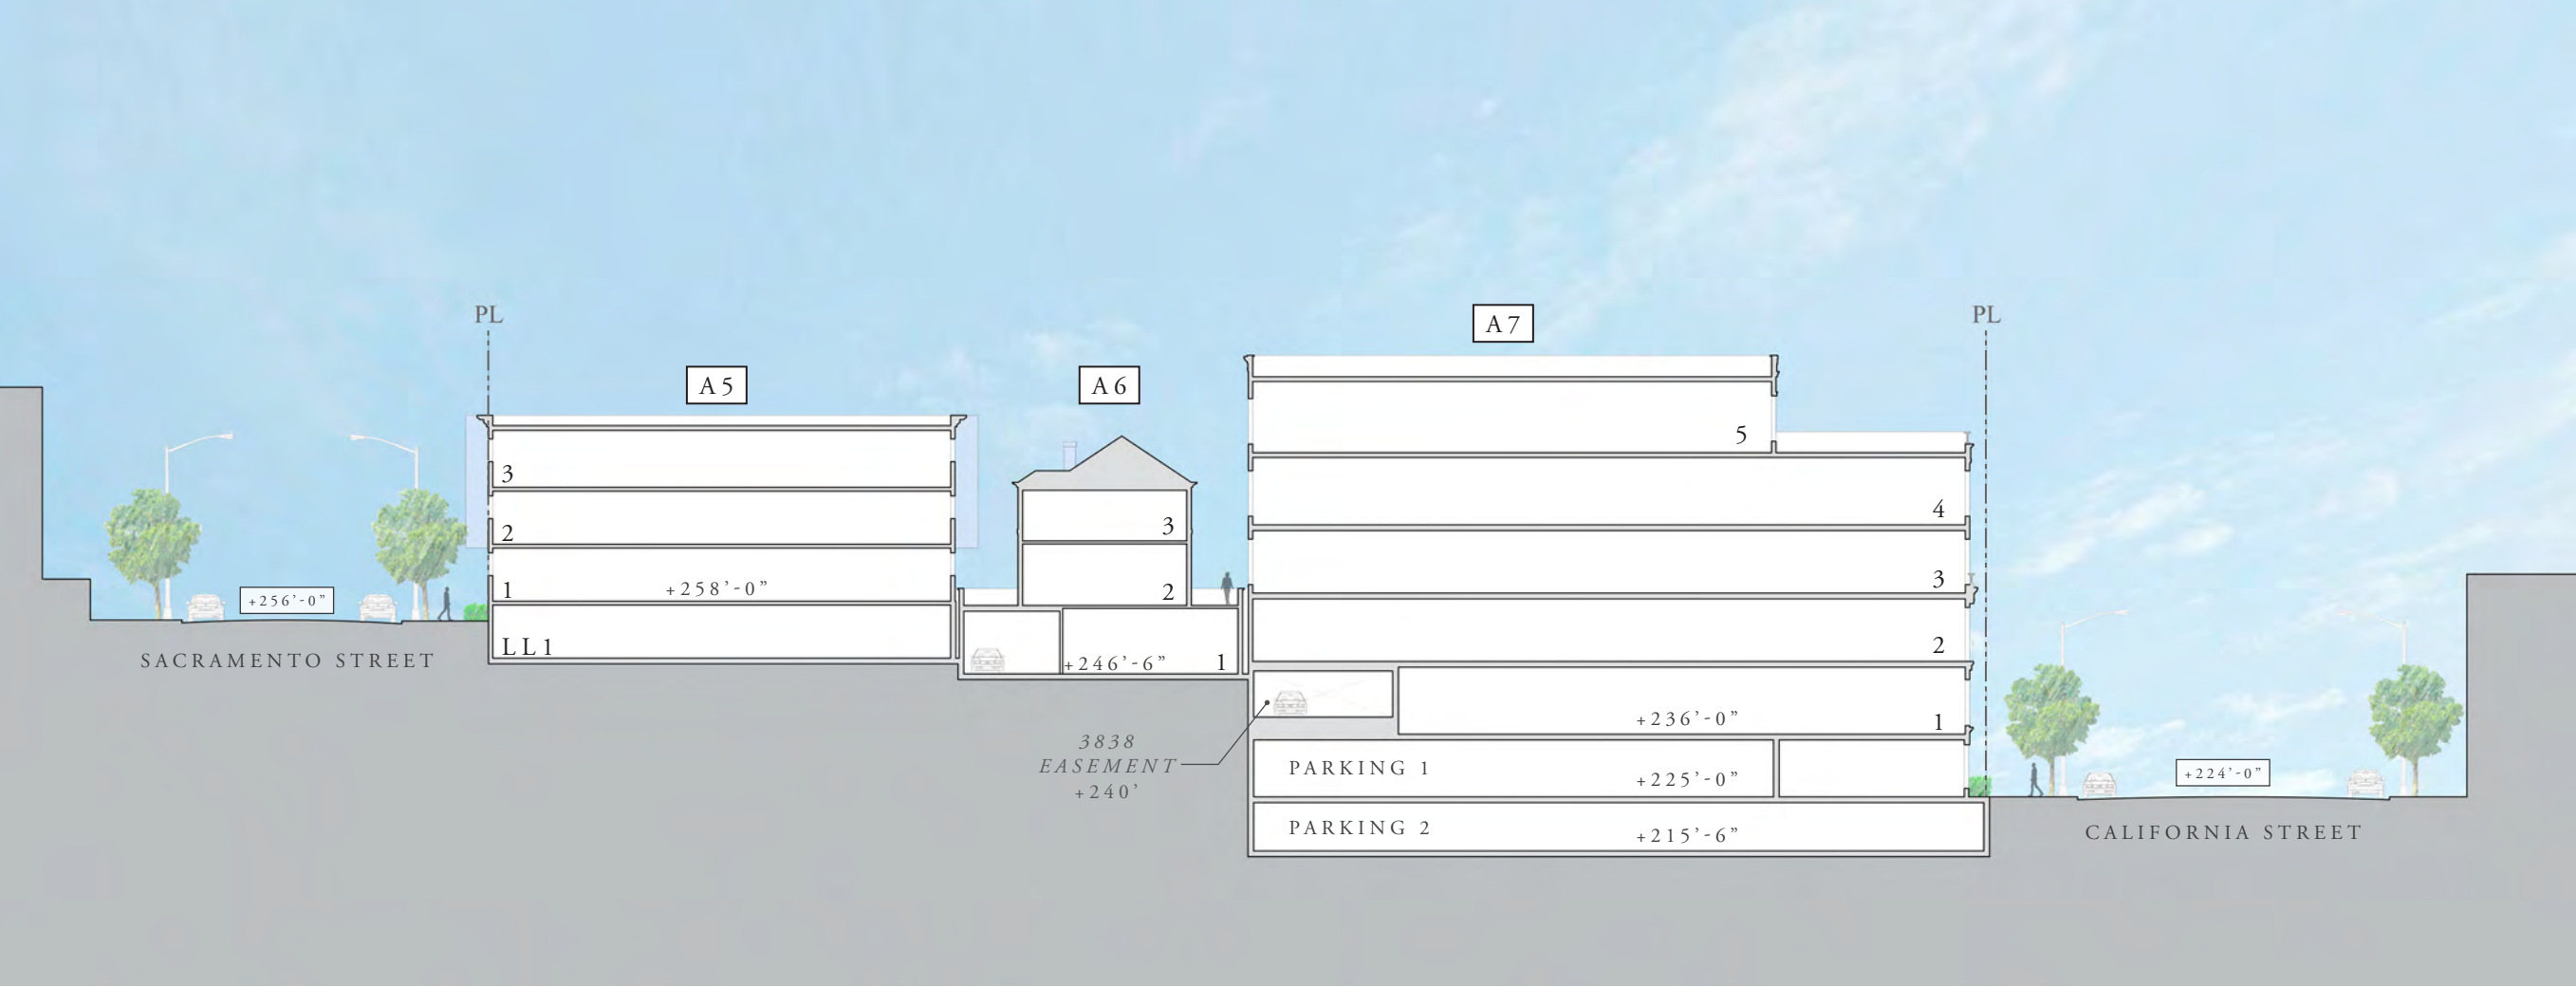 PL
PL
A7
A5
A6
5
3
4
3
2
3
1
+258’-0”
2
+256’-0”
LL1
SACRAMENTO STREET
2
+246’-6”
1
+236’-0”
1
3838
EASEMENT
+240’
PARKING 1
+225’-0”
+224’-0”
PARKING 2
+215’-6”
CALIFORNIA STREET